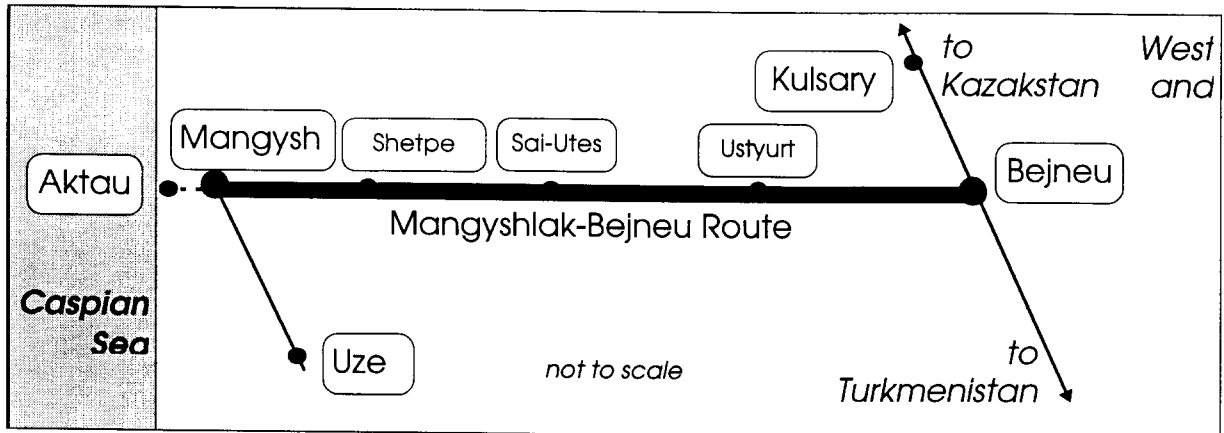 to West
Kazakstan and
Kulsary
Mangysh
Shetpe
Sai-Utes
Ustyurt
Aktau
Bejneu
Mangyshlak-Bejneu Route
Caspian
Sea
Uze
not to scale
to
Turkmenistan